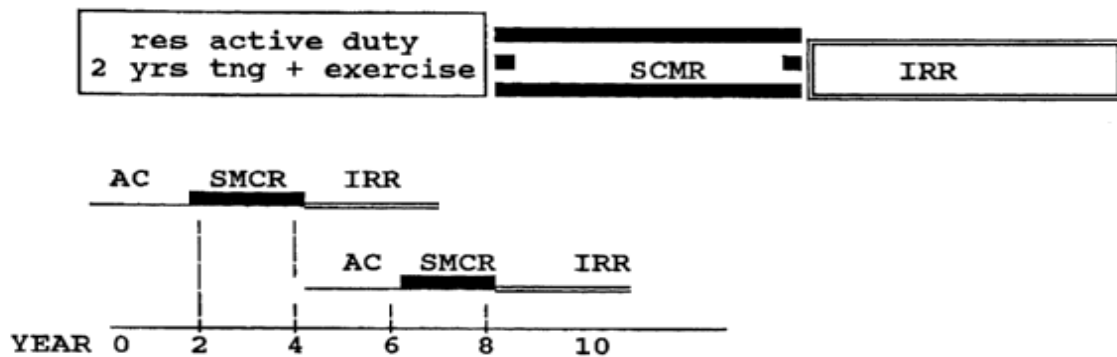 res active duty
2 yrs tng + exercise
SCMR
IRR
AC SMCR IRR
AC SMCR IRR
YEAR 0 2 4 6 8 10